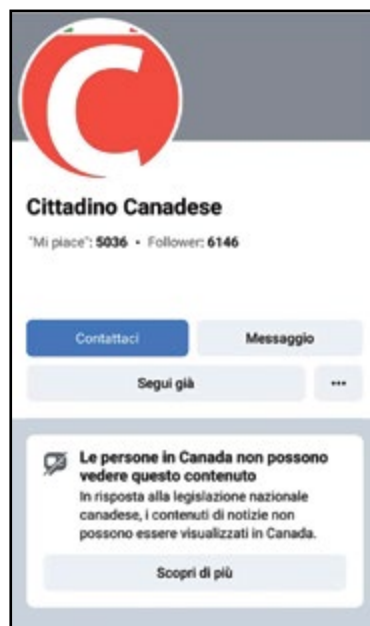 C
Cittadino Canadese
"Mi piace": 5036 • Follower: 6146
Contattaci
Messaggio
Segui già
•••
Le persone in Canada non possono
vedere questo contenuto
In risposta alla legislazione nazionale
canadese, i contenuti di notizie non
possono essere visualizzati in Canada.
Scopri di più